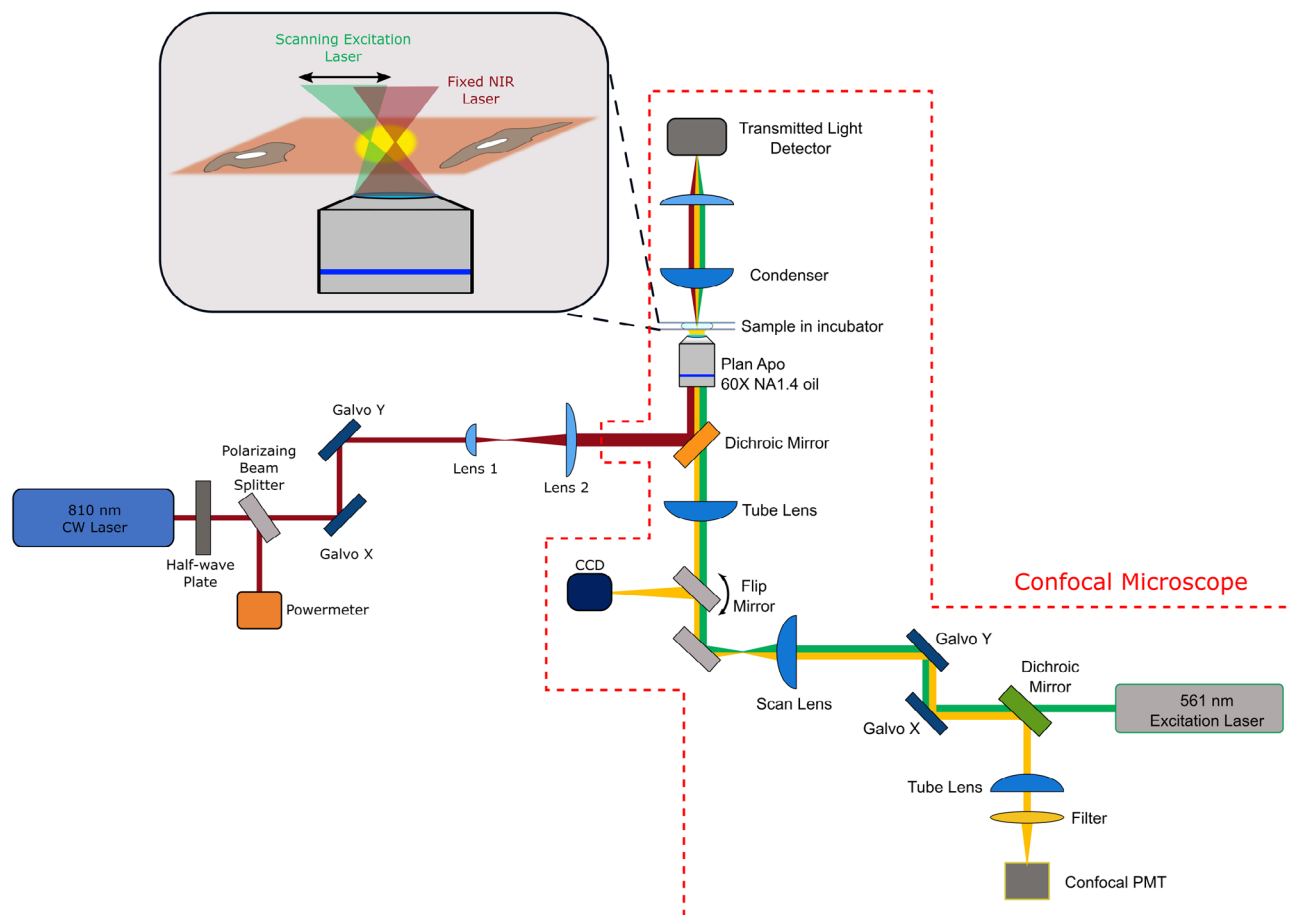 Scanning Excitation
Laser
Fixed NIR
Laser
Transmitted Light
Detector
Condenser
Sample in incubator
Plan Apo
60X NA1.4 oil
Galvo Y
Polarizaing
Beam
Splitter
Lens 1
Lens 2
Dichroic Mirror
810 nm
CW Laser
Half-wave
Plate
Galvo X
Powermeter
Tube Lens
CCD
Flip
Mirror
Confocal Microscope
Scan Lens
Galvo Y
Galvo X
Dichroic
Mirror
561 nm
Excitation Laser
Tube Lens
Filter
Confocal PMT